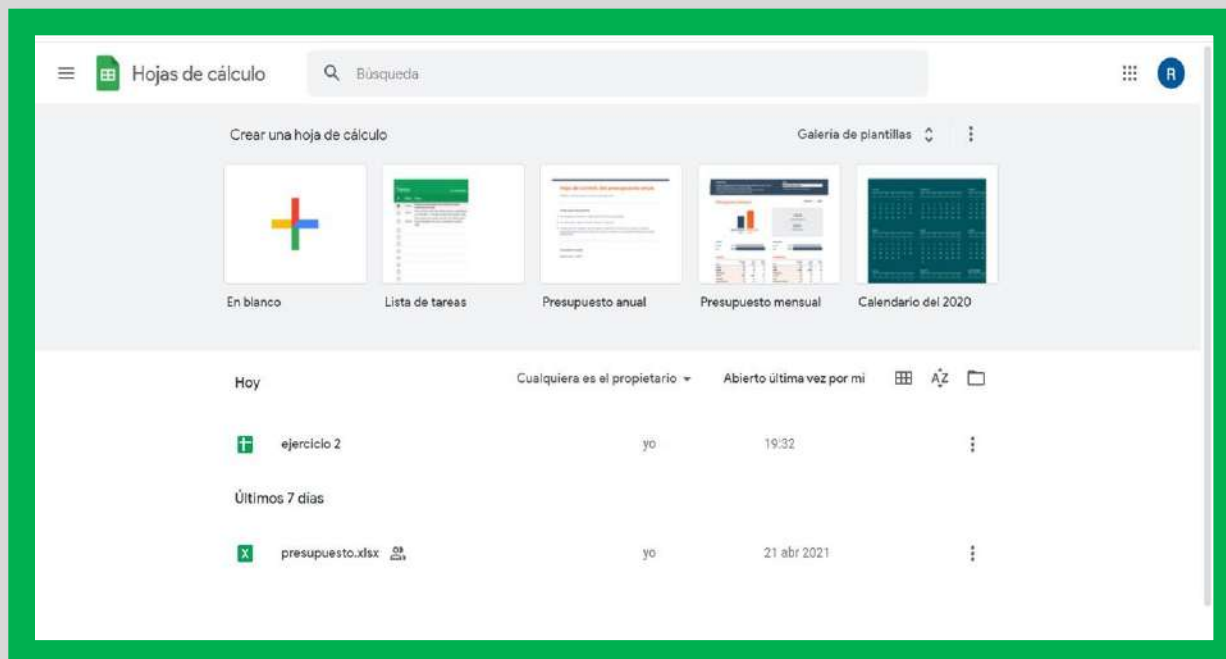 Hojas de cálculo
Búsqueda
R
Crear una hoja de cálculo
Galería de plantillas
En blanco
Lista de tareas
Presupuesto anual
Presupuesto mensual
Calendario del 2020
Hoy
Cualquiera es el propietario
Abierto última vez por mí
AZ
ejercicio 2
yo
19:32
Últimos 7 días
X
presupuesto.xlsx
yo
21 abr 2021